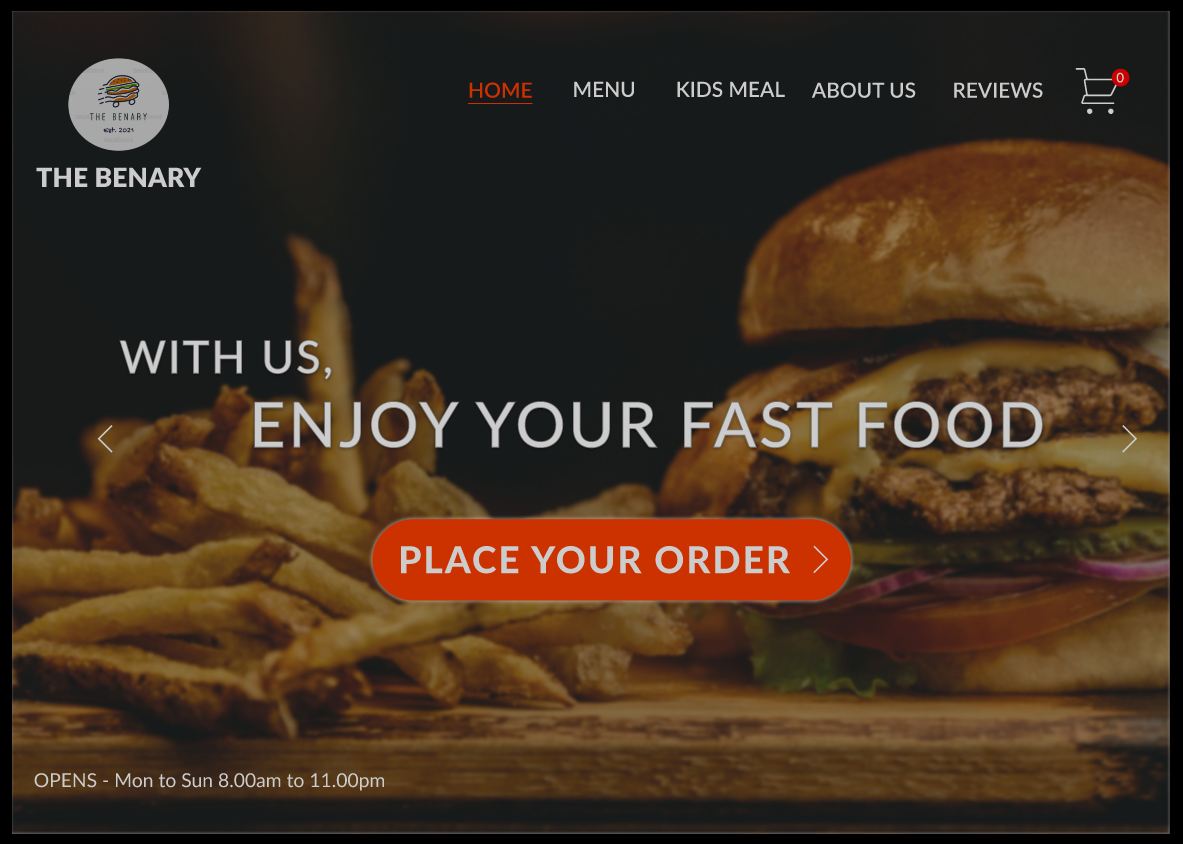 THE BENARY
est. 2021
THE BENARY
HOME MENU KIDS MEAL ABOUT US REVIEWS 0
WITH US,
ENJOY YOUR FAST FOOD
PLACE YOUR ORDER
OPENS - Mon to Sun 8.00am to 11.00pm